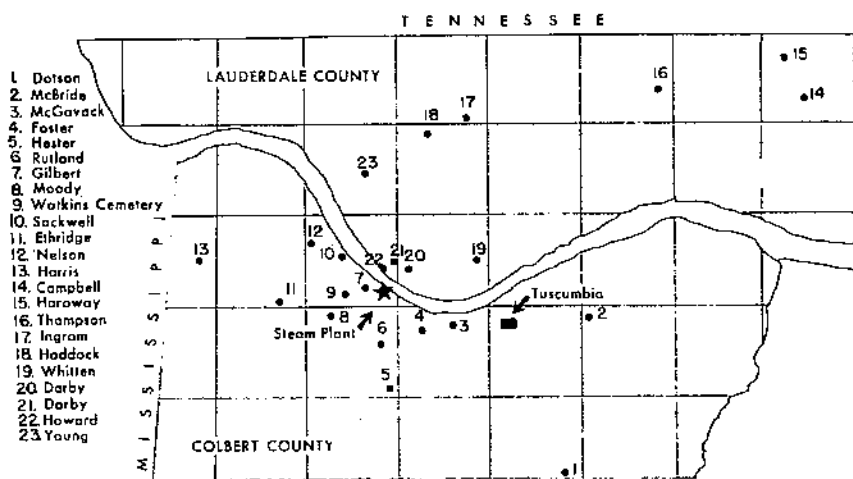 TENNESSEE
LAUDERDALE COUNTY
1. Dotson
2. McBride
3. McGavack
4. Foster
5. Hester
6. Rutland
7. Gilbert
8. Moody
9. Watkins Cemetery
10. Sockwell
11. Ethridge
12. Nelson
13. Harris
14. Campbell
15. Haroway
16. Thompson
17. Ingram
18. Haddock
19. Whitten
20. Darby
21. Darby
22. Howard
23. Young
MISSISSIPPI
15
16
14
17
18
23
12
10
22
21
20
19
13
11
9
7
8
Steam Plant
6
4
3
Tuscumbia
2
5
COLBERT COUNTY
1